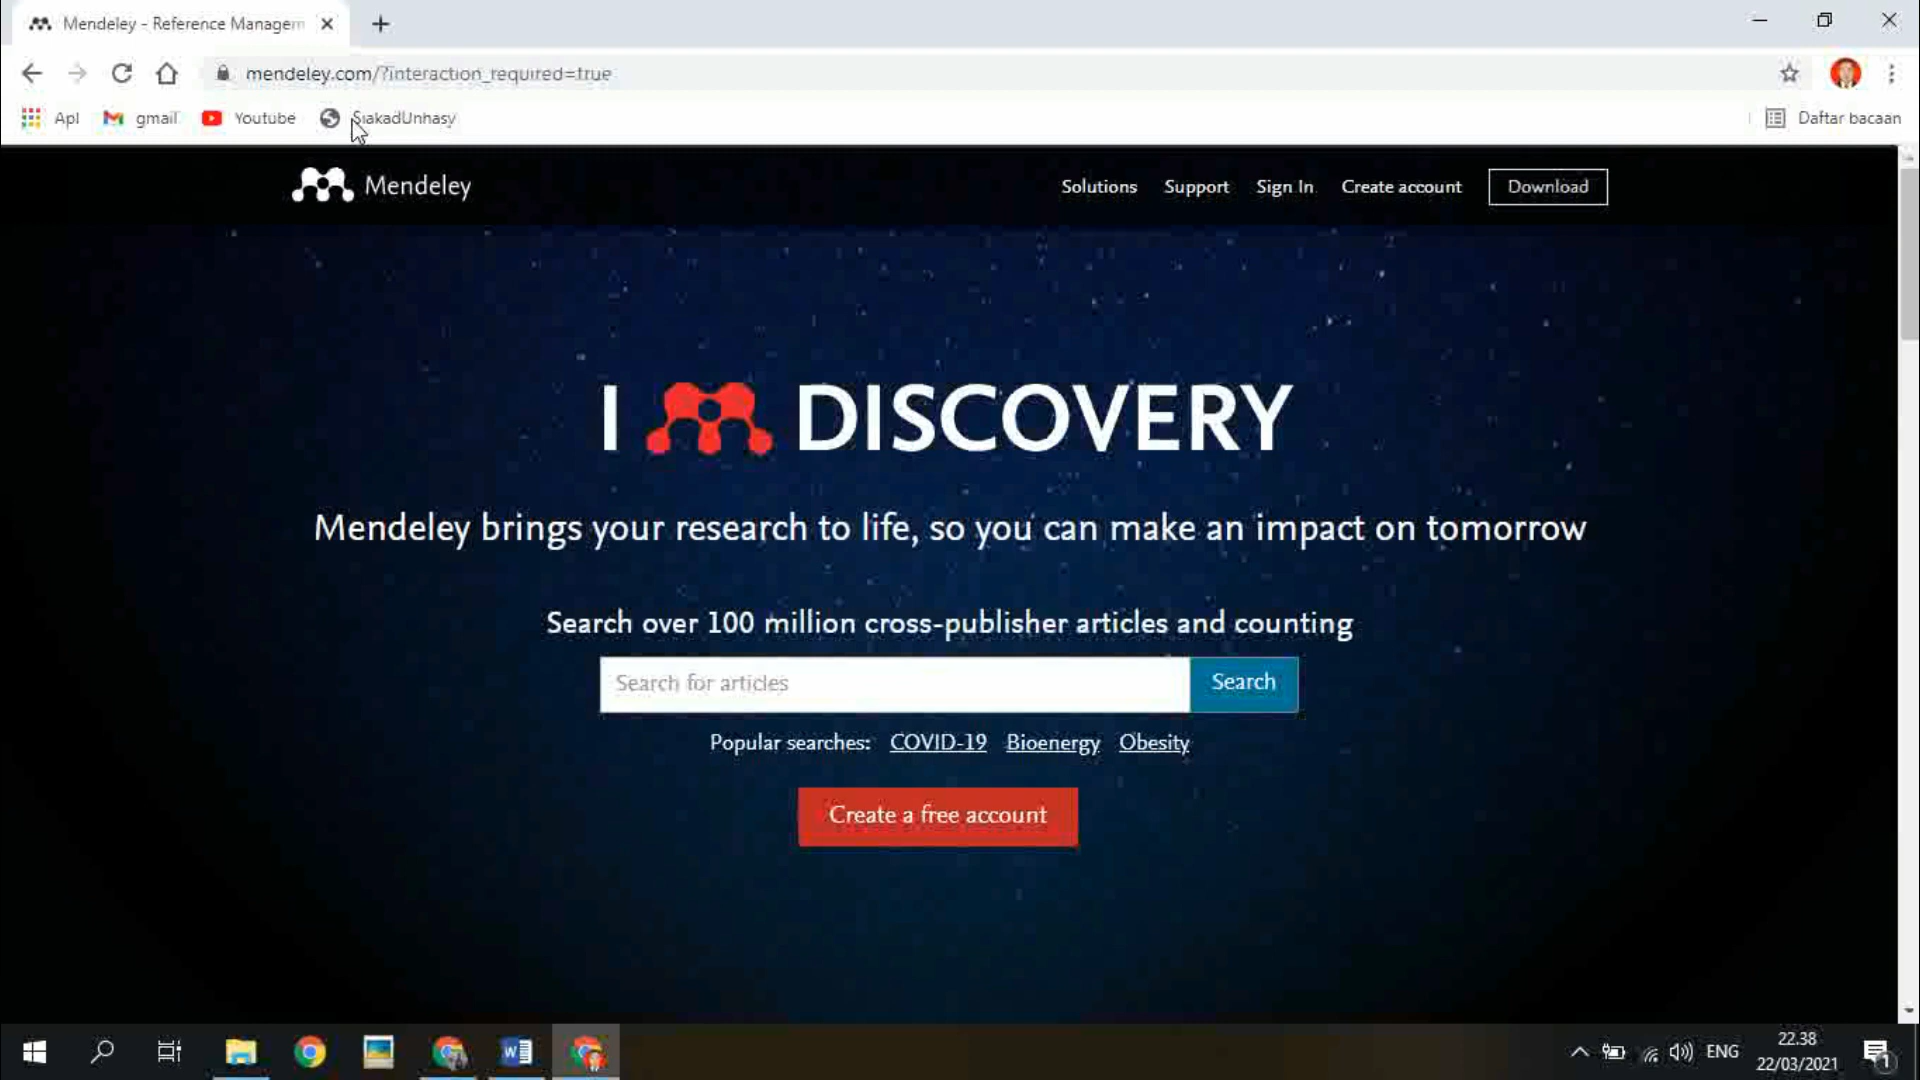 Mendeley - Reference Managem
mendeley.com/?interaction_required=true
Apl gmail Youtube SiakadUnhasy Daftar bacaan
Mendeley Solutions Support Sign In Create account Download
I DISCOVERY
Mendeley brings your research to life, so you can make an impact on tomorrow
Search over 100 million cross-publisher articles and counting
Search for articles Search
Popular searches: COVID-19 Bioenergy Obesity
Create a free account
ENG 22.38
22/03/2021 1